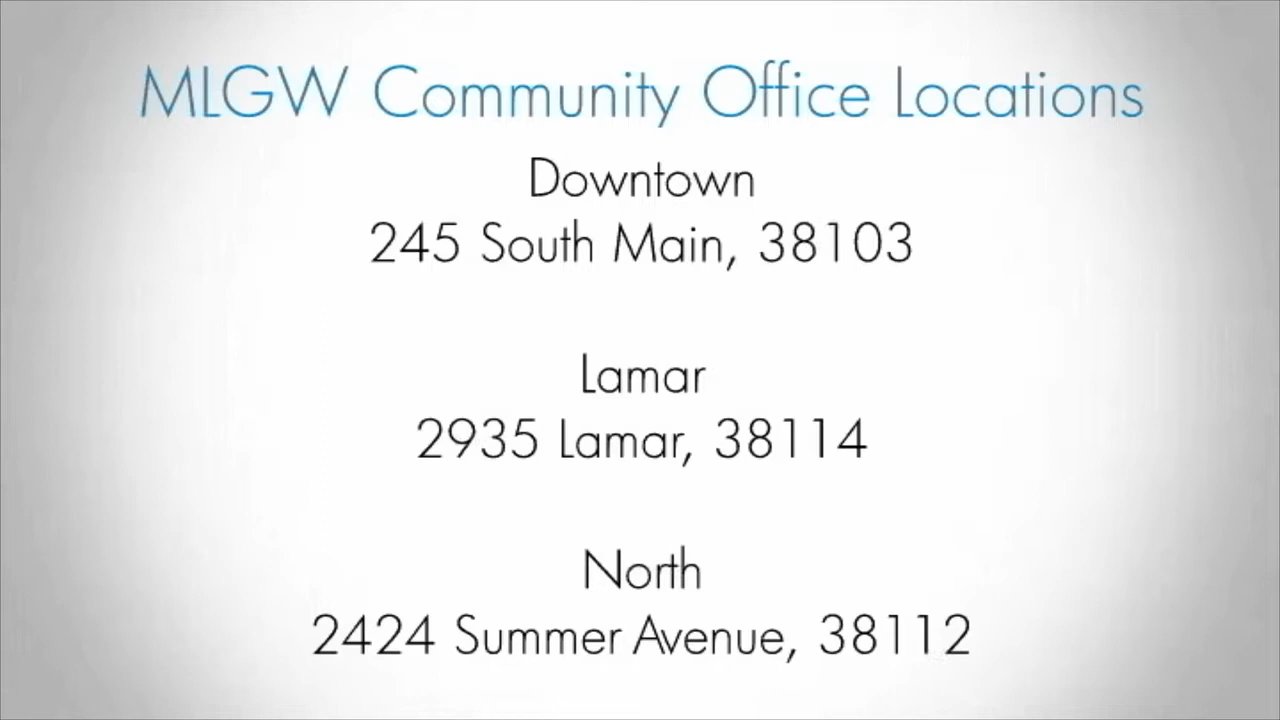 MLGW Community Office Locations
Downtown
245 South Main, 38103
Lamar
2935 Lamar, 38114
North
2424 Summer Avenue, 38112